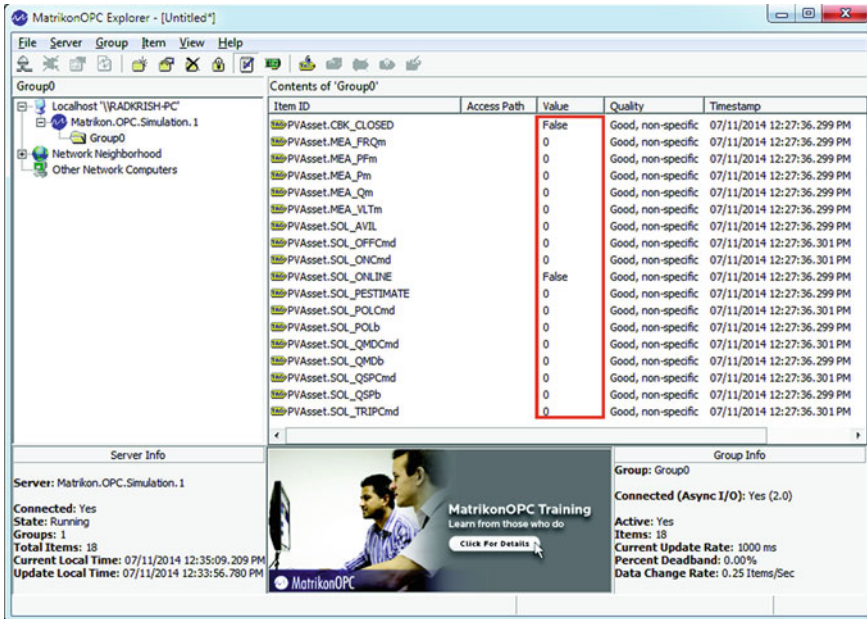 MatrikonOPC Explorer - [Untitled*]
File Server Group Item View Help
Group0
Contents of 'Group0'
Localhost '\\RADKRISH-PC'
Matrikon.OPC.Simulation.1
Group0
Network Neighborhood
Other Network Computers
Item ID Access Path Value Quality Timestamp
TAG PVAsset.CBK_CLOSED False Good, non-specific 07/11/2014 12:27:36.299 PM
TAG PVAsset.MEA_FRQm 0 Good, non-specific 07/11/2014 12:27:36.299 PM
TAG PVAsset.MEA_PFm 0 Good, non-specific 07/11/2014 12:27:36.299 PM
TAG PVAsset.MEA_Pm 0 Good, non-specific 07/11/2014 12:27:36.299 PM
TAG PVAsset.MEA_Qm 0 Good, non-specific 07/11/2014 12:27:36.299 PM
TAG PVAsset.MEA_VLTm 0 Good, non-specific 07/11/2014 12:27:36.299 PM
TAG PVAsset.SOL_AVIL 0 Good, non-specific 07/11/2014 12:27:36.299 PM
TAG PVAsset.SOL_OFFCmd 0 Good, non-specific 07/11/2014 12:27:36.301 PM
TAG PVAsset.SOL_ONCmd 0 Good, non-specific 07/11/2014 12:27:36.301 PM
TAG PVAsset.SOL_ONLINE False Good, non-specific 07/11/2014 12:27:36.299 PM
TAG PVAsset.SOL_PESTIMATE 0 Good, non-specific 07/11/2014 12:27:36.299 PM
TAG PVAsset.SOL_POLCmd 0 Good, non-specific 07/11/2014 12:27:36.301 PM
TAG PVAsset.SOL_POLb 0 Good, non-specific 07/11/2014 12:27:36.299 PM
TAG PVAsset.SOL_QMDCmd 0 Good, non-specific 07/11/2014 12:27:36.301 PM
TAG PVAsset.SOL_QMDb 0 Good, non-specific 07/11/2014 12:27:36.299 PM
TAG PVAsset.SOL_QSPCmd 0 Good, non-specific 07/11/2014 12:27:36.301 PM
TAG PVAsset.SOL_QSPb 0 Good, non-specific 07/11/2014 12:27:36.299 PM
TAG PVAsset.SOL_TRIPCmd 0 Good, non-specific 07/11/2014 12:27:36.301 PM
Server Info
Server: Matrikon.OPC.Simulation.1
Connected: Yes
State: Running
Groups: 1
Total Items: 18
Current Local Time: 07/11/2014 12:35:09.209 PM
Update Local Time: 07/11/2014 12:33:56.780 PM
MatrikonOPC Training
Learn from those who do
Click For Details
MatrikonOPC
Group Info
Group: Group0
Connected (Async I/O): Yes (2.0)
Active: Yes
Items: 18
Current Update Rate: 1000 ms
Percent Deadband: 0.00%
Data Change Rate: 0.25 Items/Sec